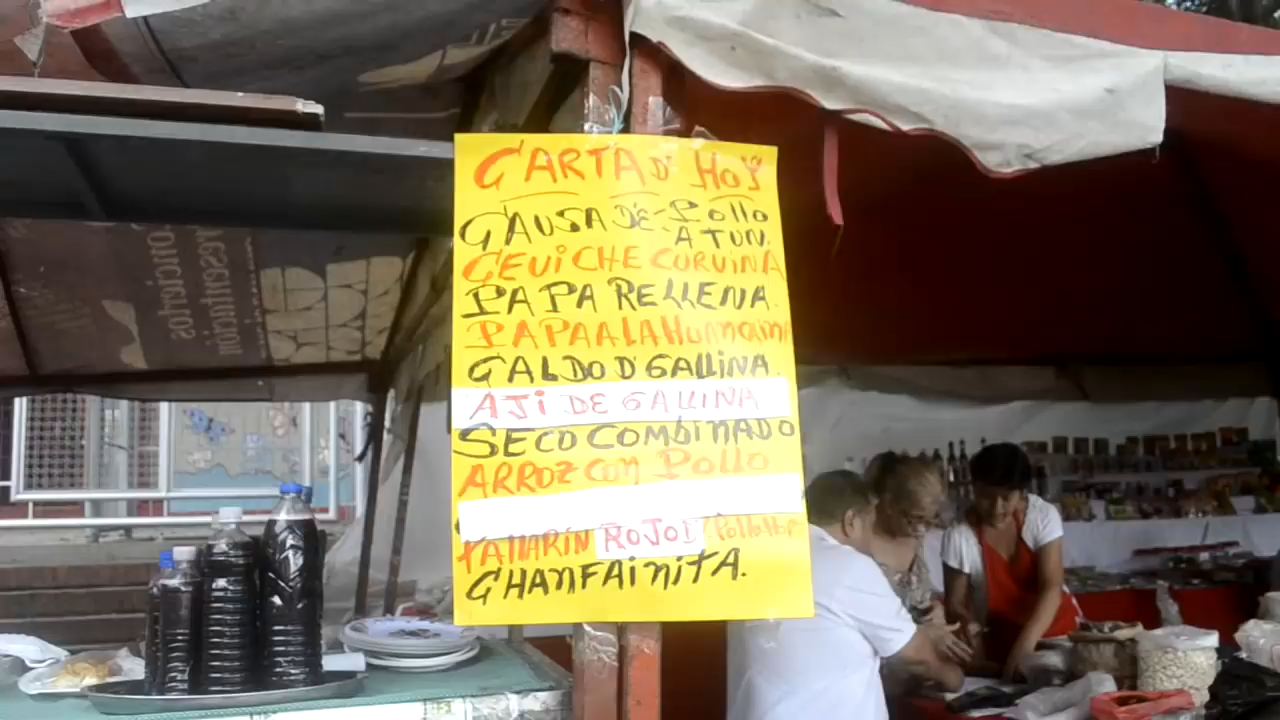 CARTA D' HOY
CAUSA DE - Pollo
A TUN.
CEVICHE CORVINA
PAPA RELLENA.
PAPA A LA HUANCAINA
CALDO D GALLINA.
AJI DE GALLINA
SECO COMBINADO
ARROZ CON POLLO
TALLARIN ROJO D
CHANFAINITA.